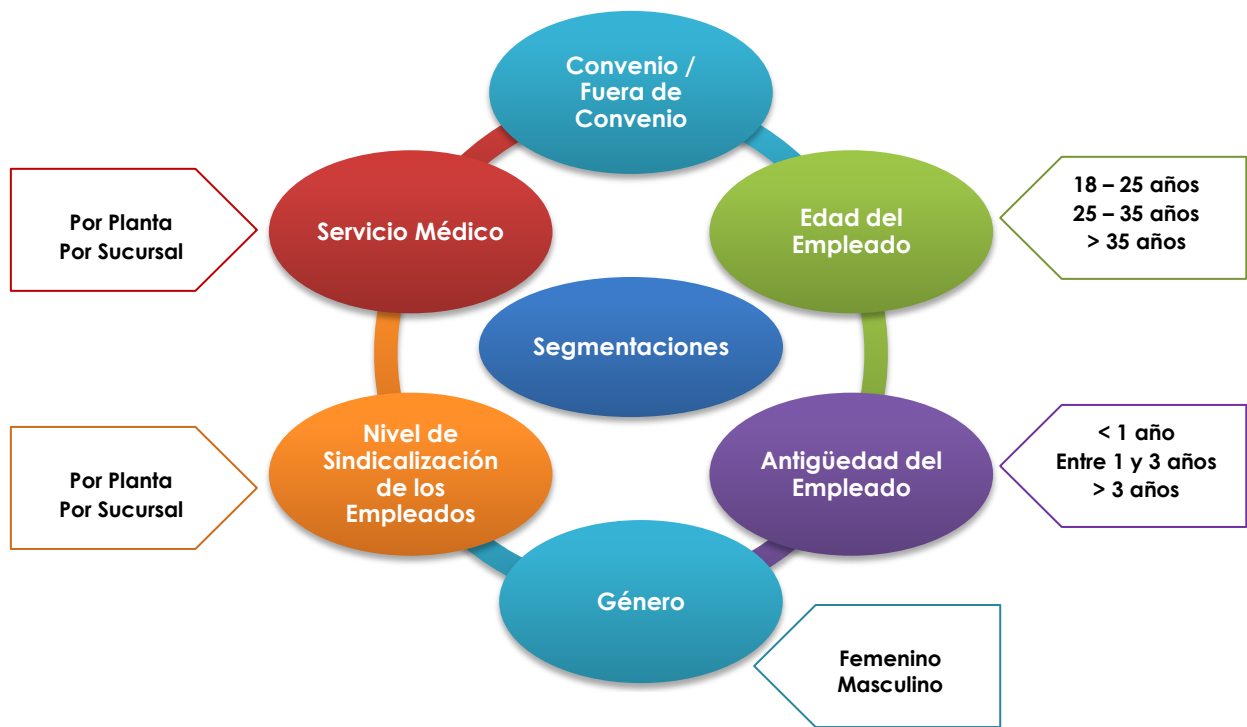 Convenio /
Fuera de
Convenio
Servicio Médico
Por Planta
Por Sucursal
Edad del
Empleado
18 – 25 años
25 – 35 años
> 35 años
Segmentaciones
Nivel de
Sindicalización
de los
Empleados
Por Planta
Por Sucursal
Antigüedad del
Empleado
< 1 año
Entre 1 y 3 años
> 3 años
Género
Femenino
Masculino